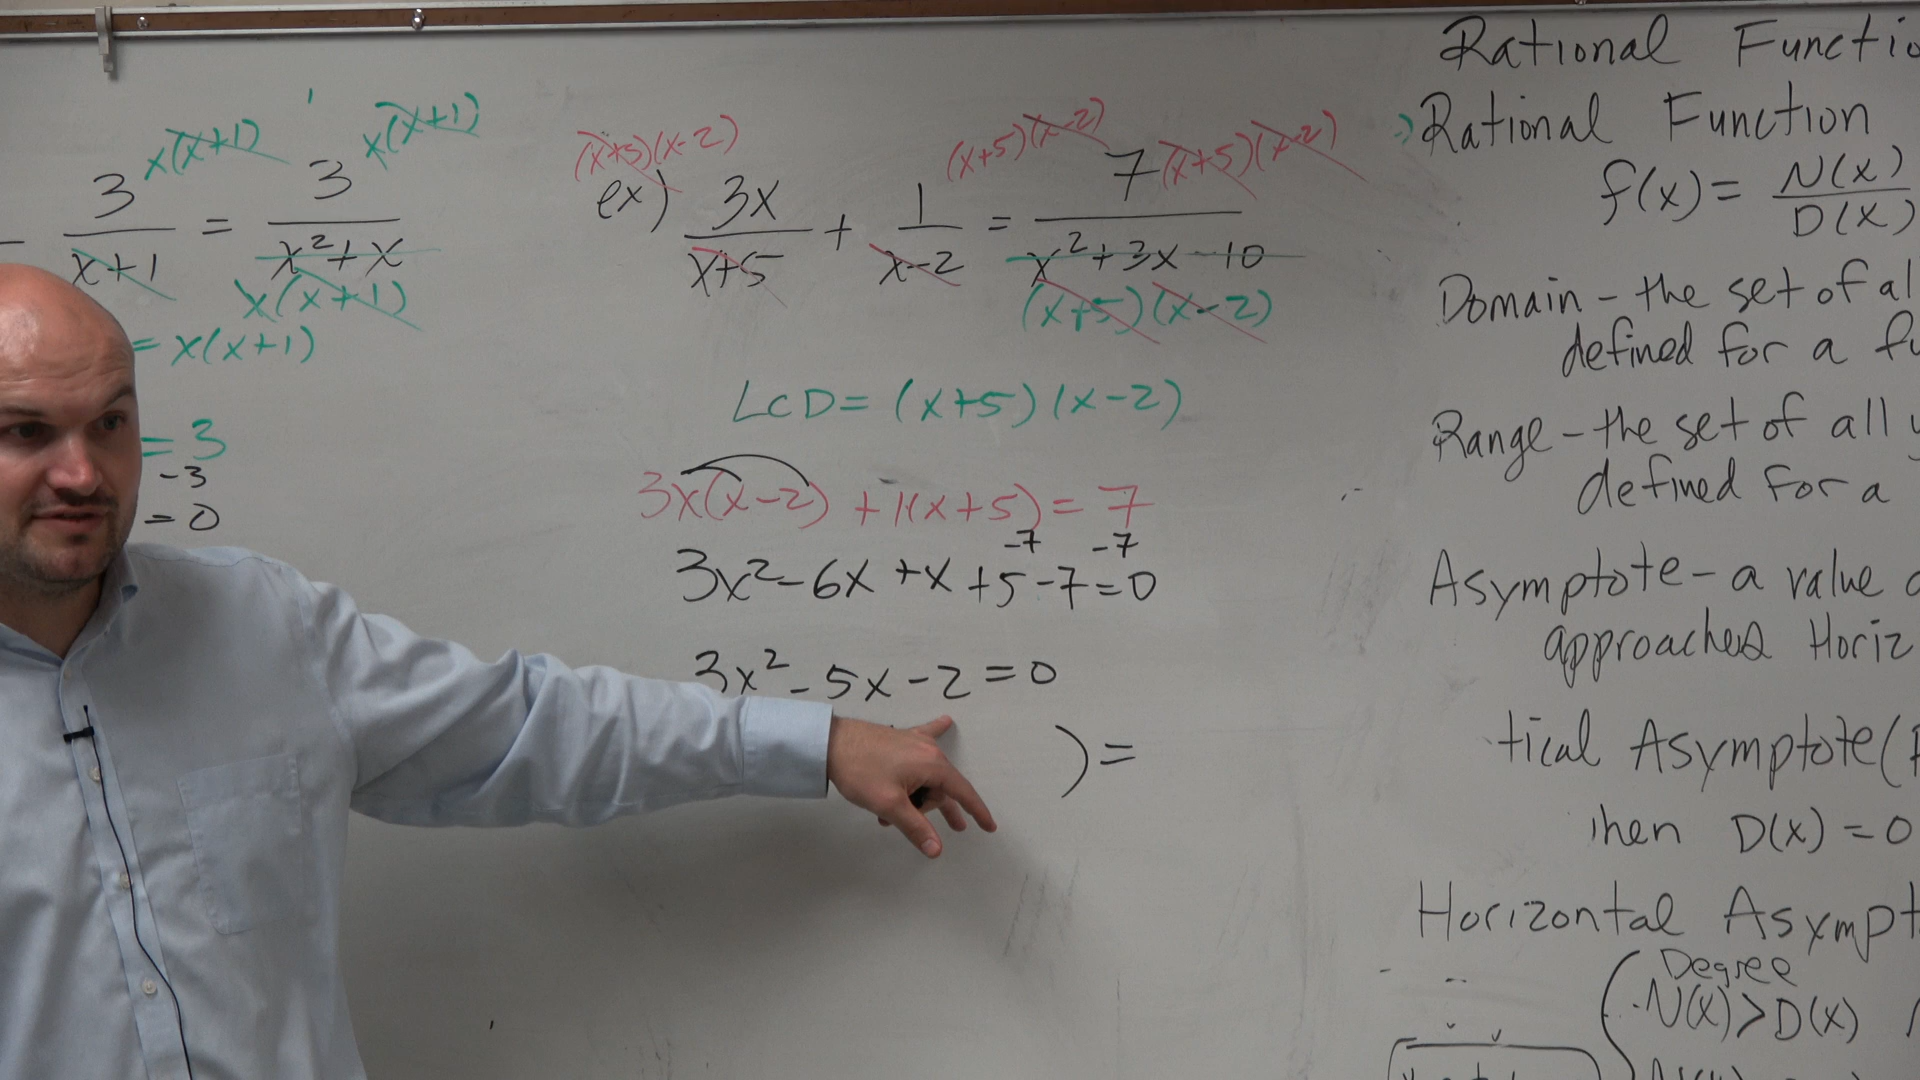 x(x+1) x(x+1)
3 = 3
x+1 x²+x
x(x+1)
= x(x+1)
= 3
-3
= 0
(x+5)(x-2) (x+5)(x-2) (x+5)(x-2)
ex) 3x + 1 = 7
x+5 x-2 x²+3x-10
(x+5)(x-2)
LCD = (x+5)(x-2)
3x(x-2) + 1(x+5) = 7
-7 -7
3x²-6x+x+5-7=0
3x²-5x-2=0
)=
Rational Functio
Rational Function
f(x) = N(x)
D(x)
Domain - the set of al
defined for a fu
Range - the set of all y
defined for a
Asymptote - a value
approaches Horiz
tical Asymptote(
then D(x) = 0
Horizontal Asympt
Degree
N(x) > D(x)